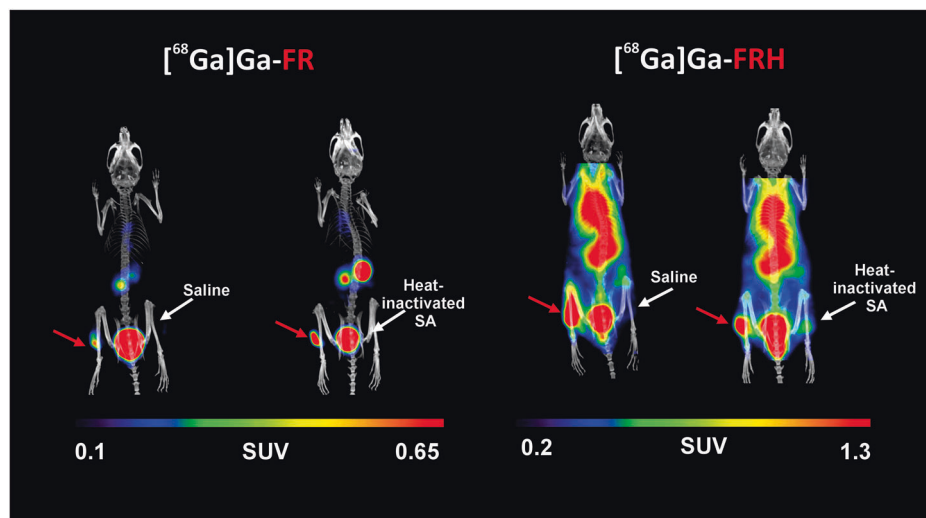 [⁶⁸Ga]Ga-FR
[⁶⁸Ga]Ga-FRH
Saline
Heat-
inactivated
SA
Saline
Heat-
inactivated
SA
0.1 SUV 0.65
0.2 SUV 1.3